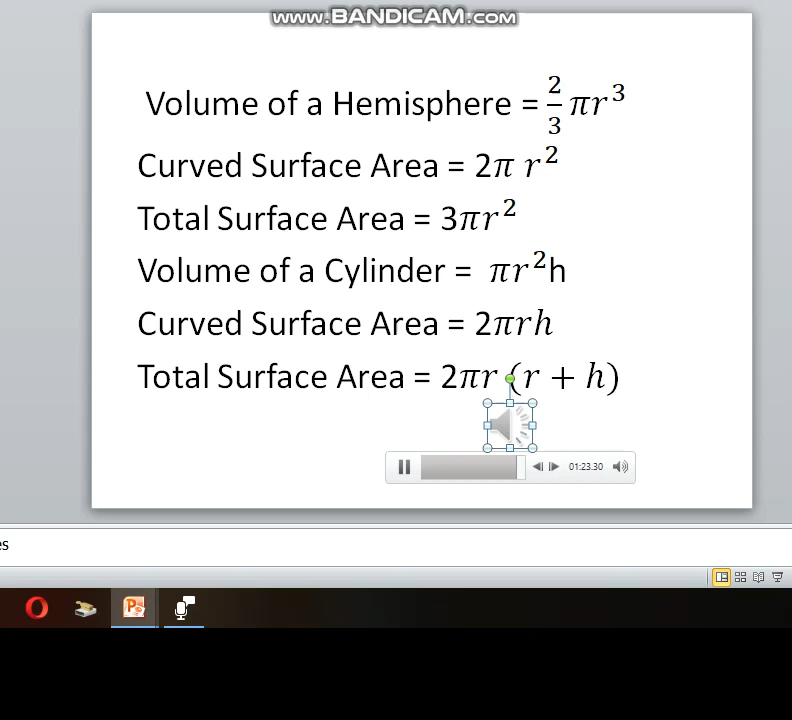 www.BANDICAM.com
Volume of a Hemisphere = 2/3 πr³
Curved Surface Area = 2π r²
Total Surface Area = 3πr²
Volume of a Cylinder = πr²h
Curved Surface Area = 2πrh
Total Surface Area = 2πr (r + h)
01:23.30
es